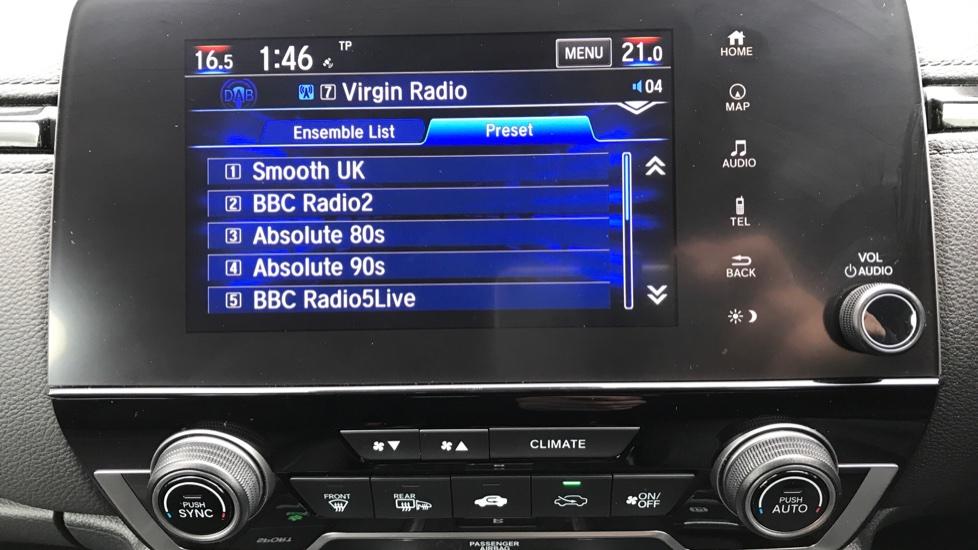 16.5 1:46 TP MENU 21.0
DAB 7 Virgin Radio 04
Ensemble List Preset
1 Smooth UK
2 BBC Radio2
3 Absolute 80s
4 Absolute 90s
5 BBC Radio5Live
HOME
MAP
AUDIO
TEL
BACK
VOL
AUDIO
CLIMATE
PUSH
SYNC
FRONT
REAR
ON/
OFF
PUSH
AUTO
PASSENGER
AIRBAG